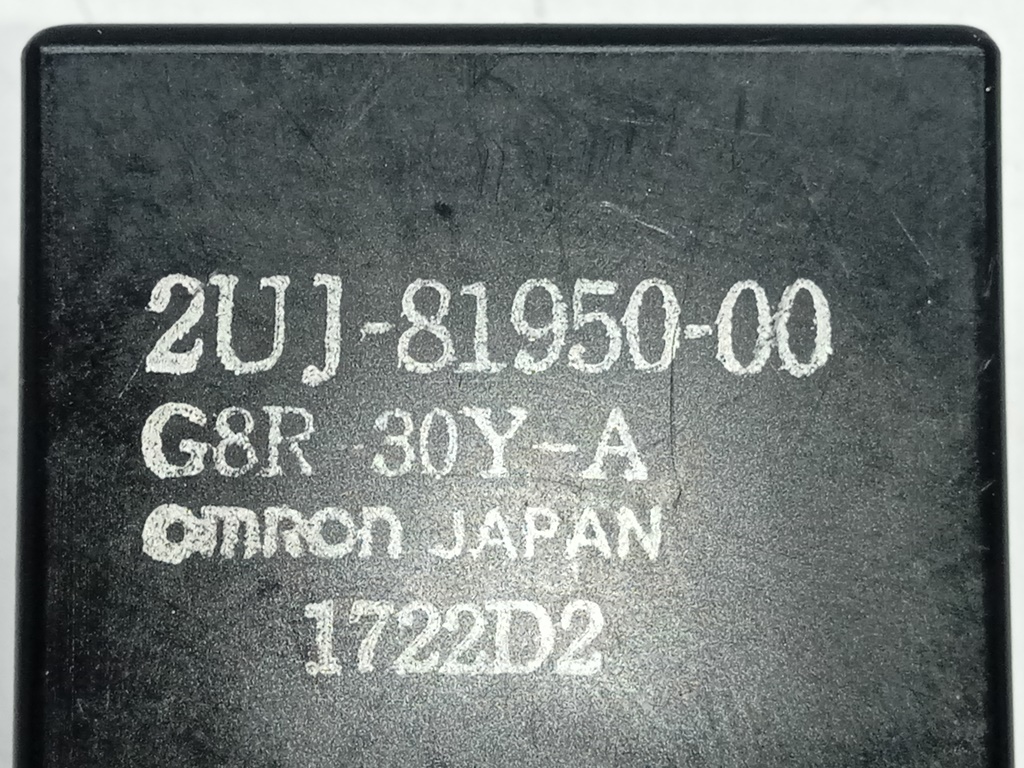 2UJ-81950-00
G8R-30Y-A
omron JAPAN
1722D2